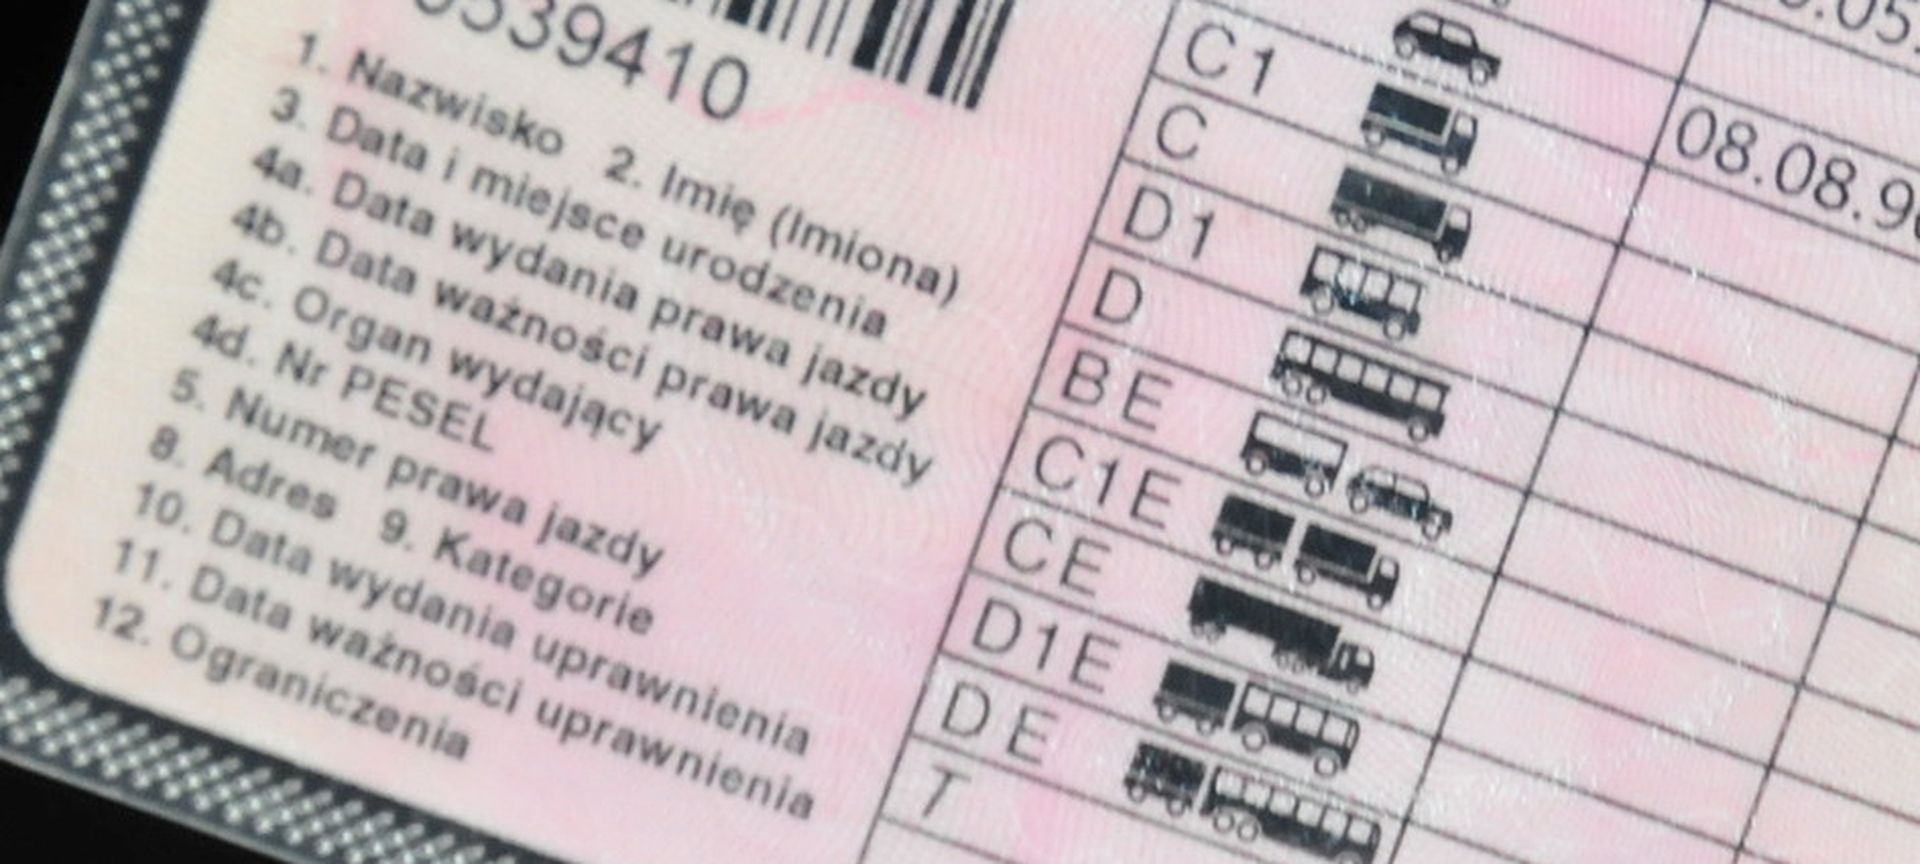 539410
1. Nazwisko 2. Imię (Imiona)
3. Data i miejsce urodzenia
4a. Data wydania prawa jazdy
4b. Data ważności prawa jazdy
4c. Organ wydający
4d. Nr PESEL
5. Numer prawa jazdy
8. Adres 9. Kategorie
10. Data wydania uprawnienia
11. Data ważności uprawnienia
12. Ograniczenia
C1
C 08.08.9
D1
D
BE
C1E
CE
D1E
DE
T